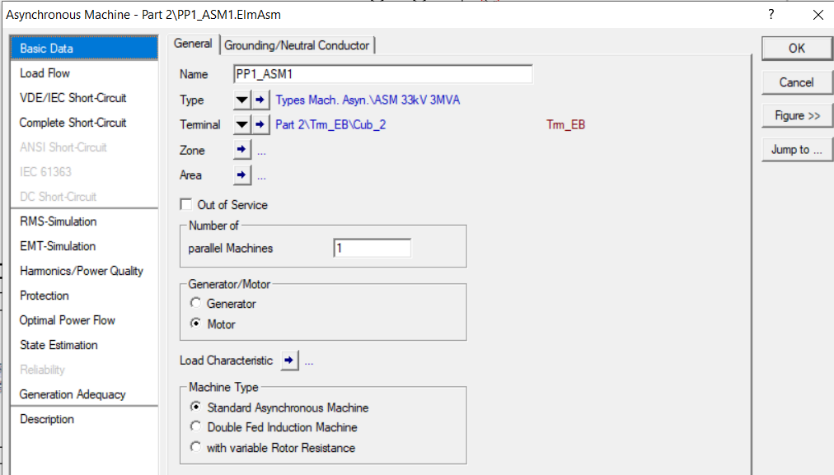 Asynchronous Machine - Part 2\PP1_ASM1.ElmAsm ?
Basic Data
Load Flow
VDE/IEC Short-Circuit
Complete Short-Circuit
ANSI Short-Circuit
IEC 61363
DC Short-Circuit
RMS-Simulation
EMT-Simulation
Harmonics/Power Quality
Protection
Optimal Power Flow
State Estimation
Reliability
Generation Adequacy
Description
General Grounding/Neutral Conductor
Name PP1_ASM1
Type Types Mach. Asyn.\ASM 33kV 3MVA
Terminal Part 2\Trm_EB\Cub_2 Trm_EB
Zone ...
Area ...
Out of Service
Number of
parallel Machines 1
Generator/Motor
Generator
Motor
Load Characteristic ...
Machine Type
Standard Asynchronous Machine
Double Fed Induction Machine
with variable Rotor Resistance
OK
Cancel
Figure >>
Jump to ...